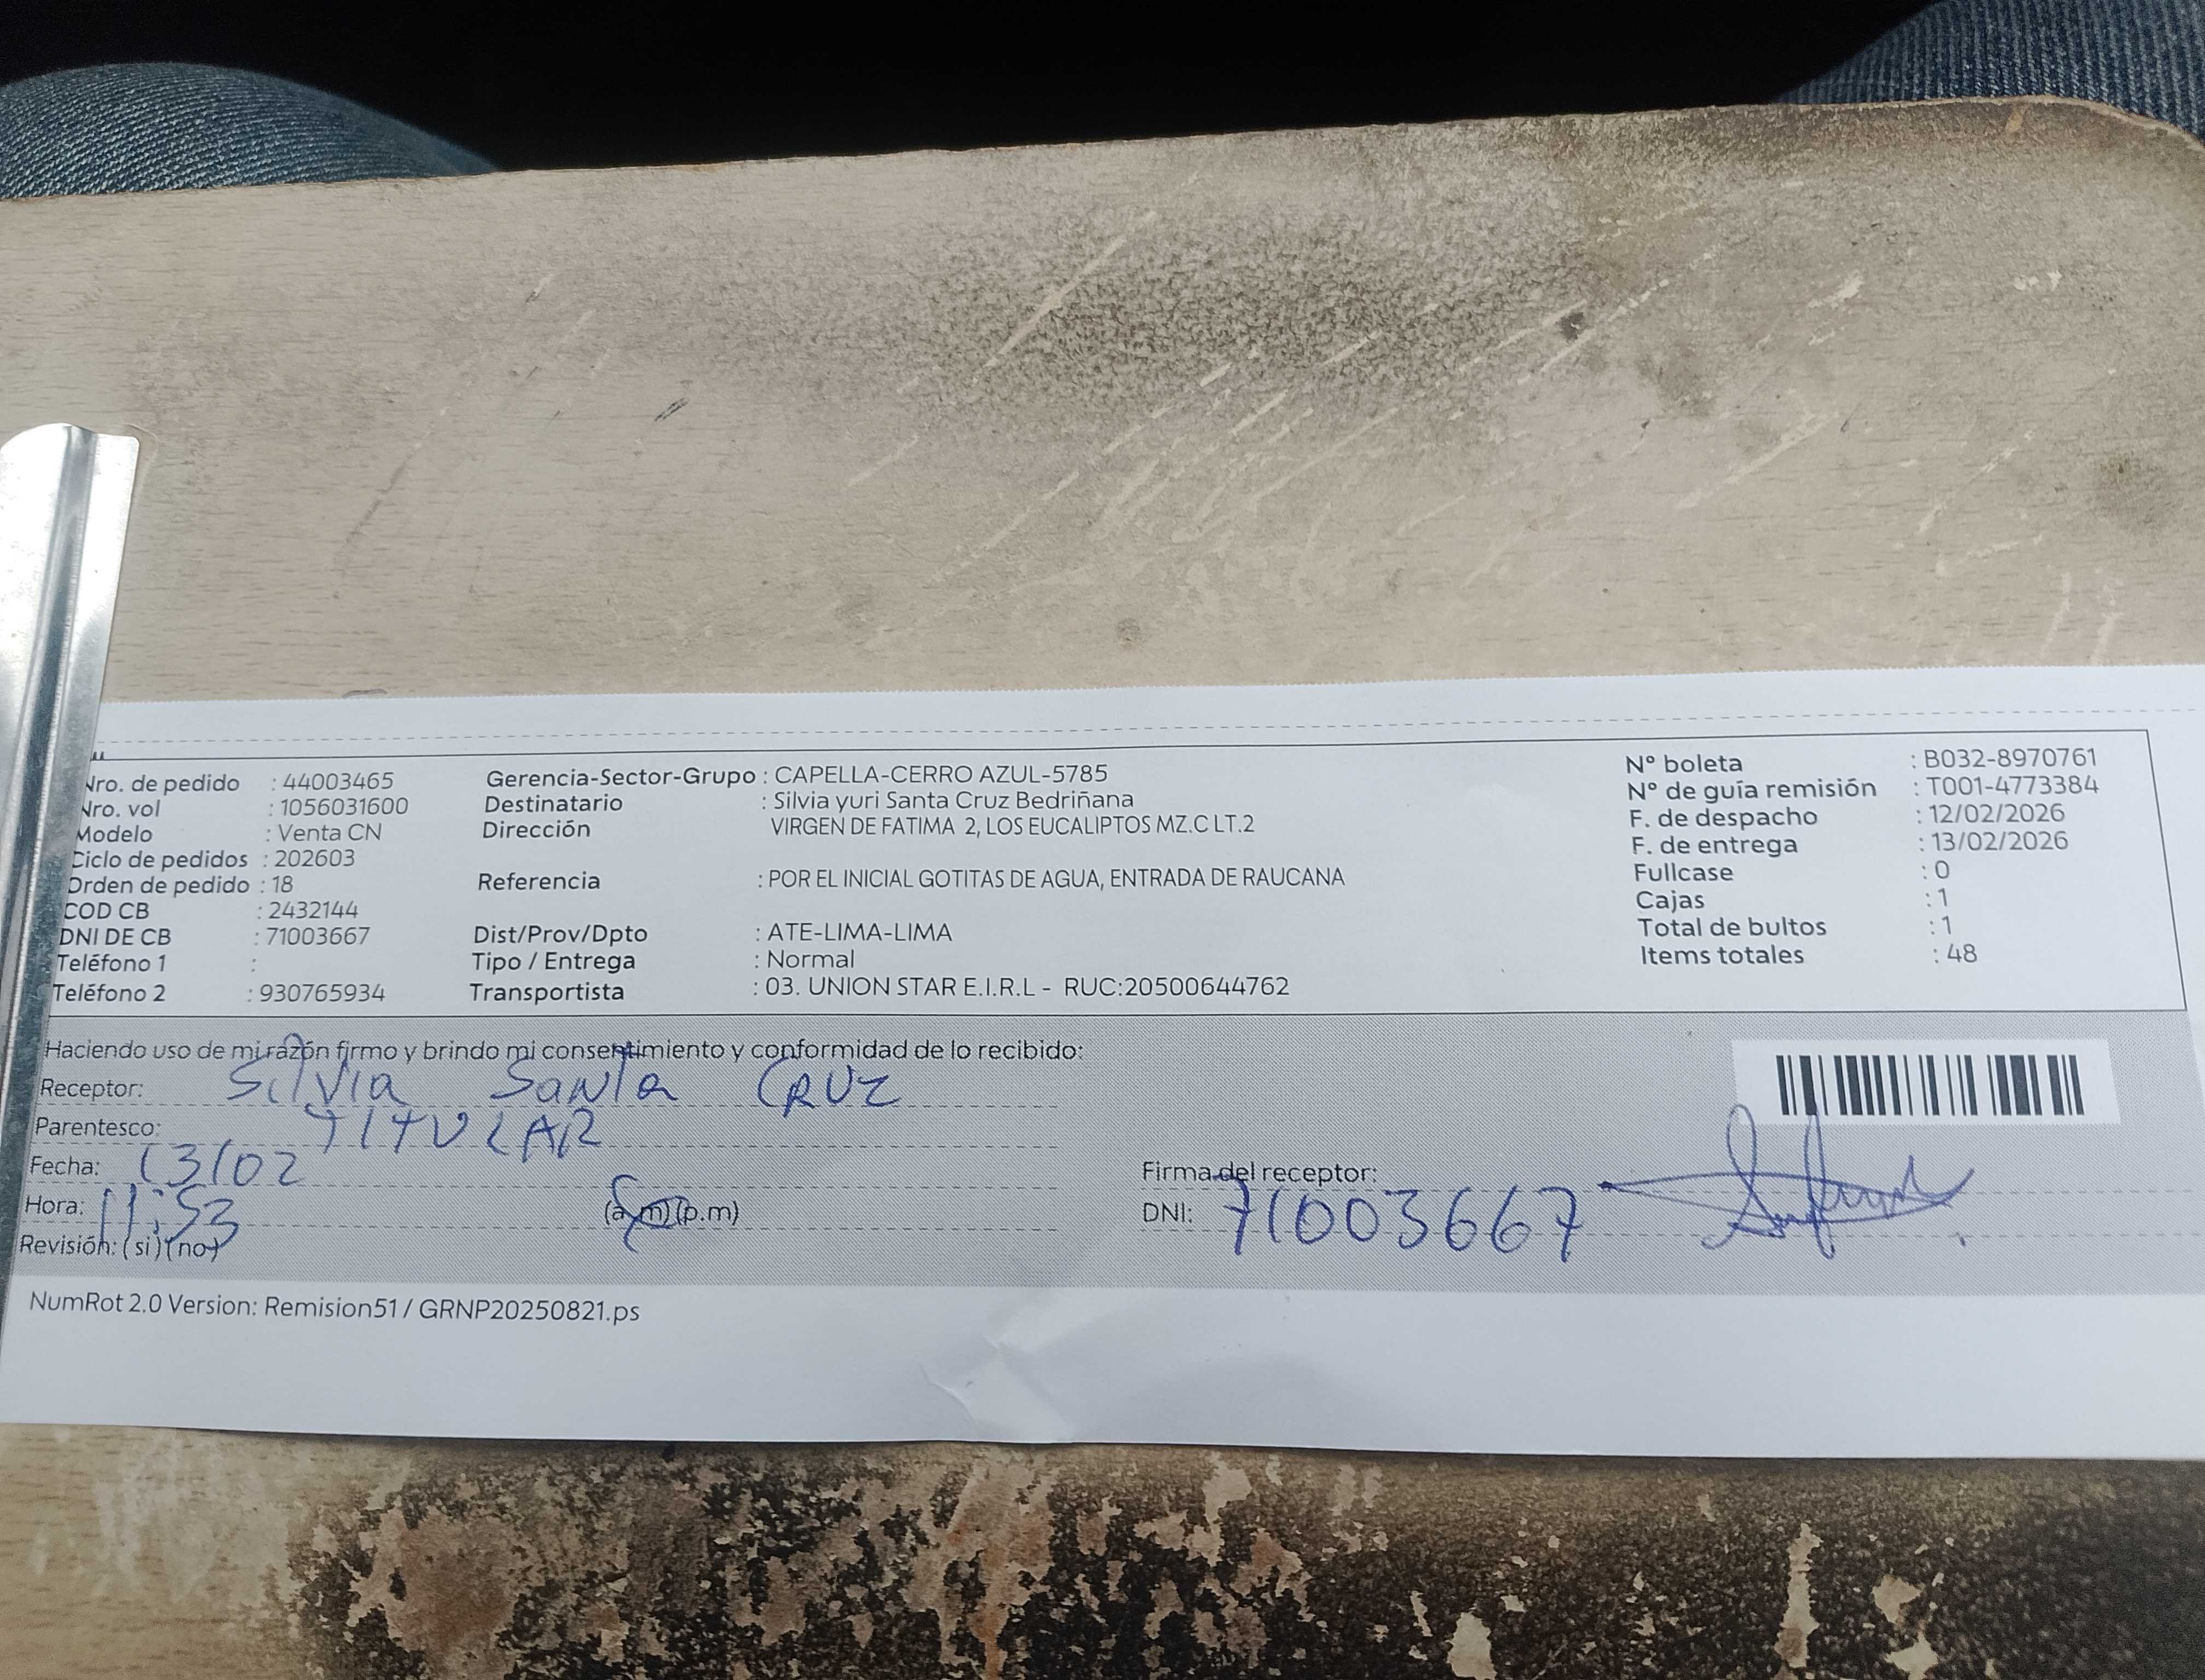 Nro. de pedido : 44003465
Nro. vol : 1056031600
Modelo : Venta CN
Ciclo de pedidos : 202603
Orden de pedido : 18
COD CB : 2432144
DNI DE CB : 71003667
Teléfono 1 :
Teléfono 2 : 930765934
Gerencia-Sector-Grupo : CAPELLA-CERRO AZUL-5785
Destinatario : Silvia yuri Santa Cruz Bedriñana
Dirección VIRGEN DE FATIMA 2, LOS EUCALIPTOS MZ.C LT.2
Referencia : POR EL INICIAL GOTITAS DE AGUA, ENTRADA DE RAUCANA
Dist/Prov/Dpto : ATE-LIMA-LIMA
Tipo / Entrega : Normal
Transportista : 03. UNION STAR E.I.R.L - RUC:20500644762
N° boleta : B032-8970761
N° de guía remisión : T001-4773384
F. de despacho : 12/02/2026
F. de entrega : 13/02/2026
Fullcase : 0
Cajas : 1
Total de bultos : 1
Items totales : 48
Haciendo uso de mi razón firmo y brindo mi consentimiento y conformidad de lo recibido:
Receptor: Silvia Santa CRUZ
Parentesco: TITULAR
Fecha: 13/02
Hora: 11:53 (a.m)(p.m)
Revisión: (si)(no)
Firma del receptor:
DNI: 71003667
NumRot 2.0 Version: Remision51 / GRNP20250821.ps